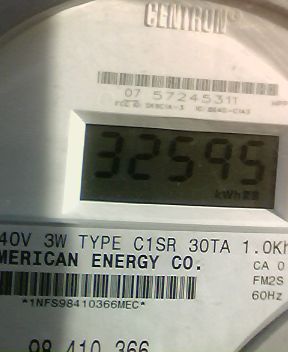 CENTRON®
07 57245311
32595
kWh
40V 3W TYPE C1SR 30TA 1.0Kh
MERICAN ENERGY CO.
CA 0
FM2S
60Hz
*1NFS98410366MEC*
98 410 366